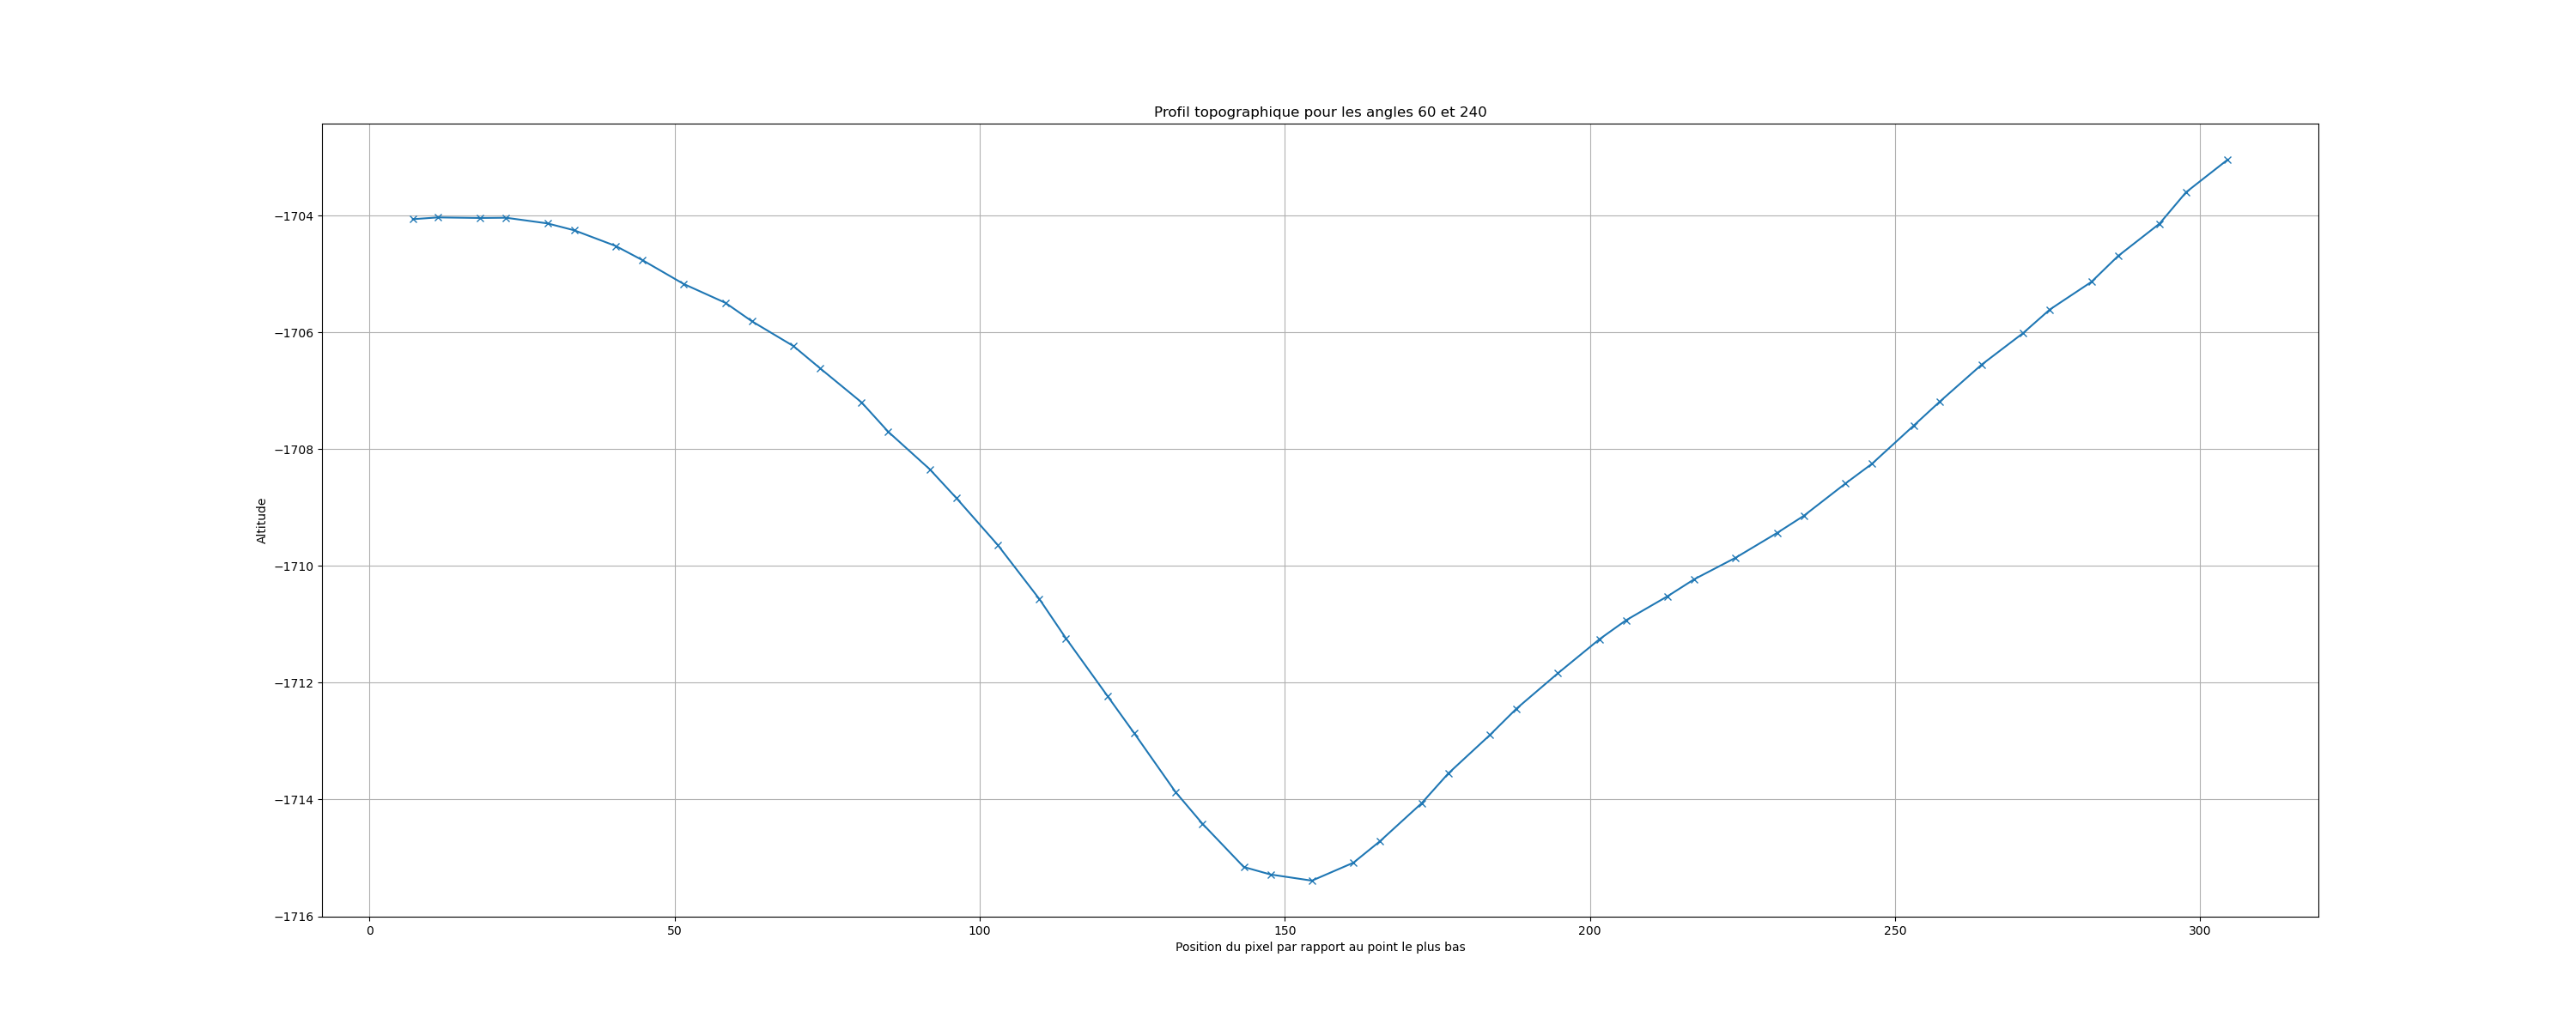 Profil topographique pour les angles 60 et 240
−1704
−1706
−1708
−1710
−1712
−1714
−1716
Altitude
0 50 100 150 200 250 300
Position du pixel par rapport au point le plus bas